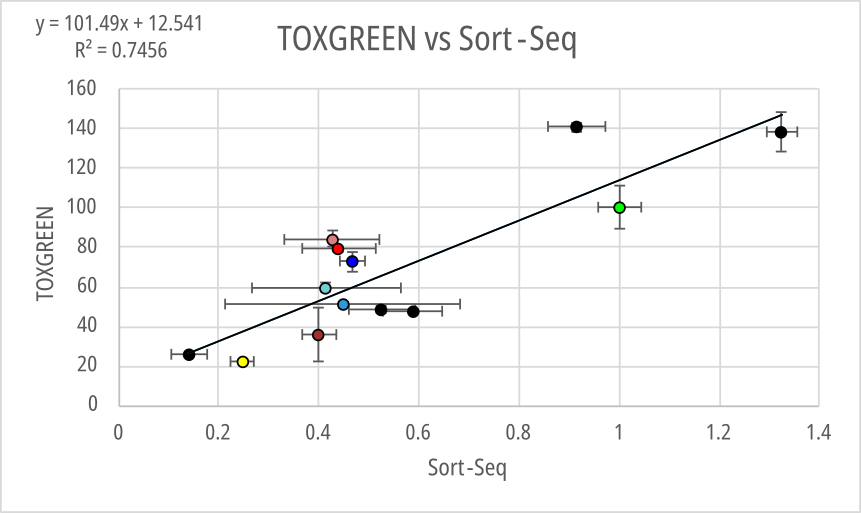 y = 101.49x + 12.541
R² = 0.7456
TOXGREEN vs Sort-Seq
160
140
120
100
80
60
40
20
0
TOXGREEN
0 0.2 0.4 0.6 0.8 1 1.2 1.4
Sort-Seq